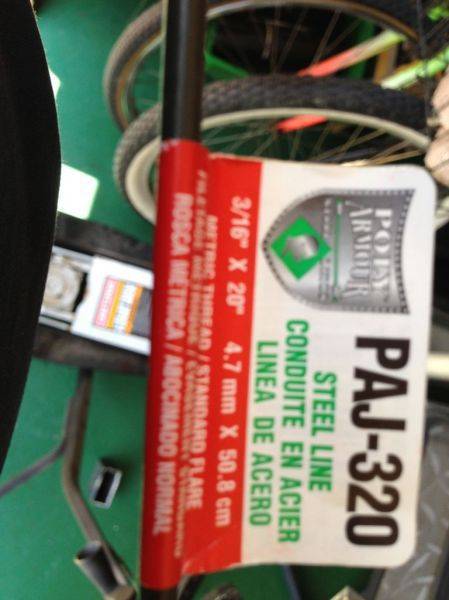 POLY
ARMOUR
PAJ-320
STEEL LINE
CONDUITE EN ACIER
LINEA DE ACERO
3/16" X 20" 4.7 mm X 50.8 cm
METRIC THREAD / STANDARD FLARE
ROSCA METRICA / ABOCINADO NORMAL